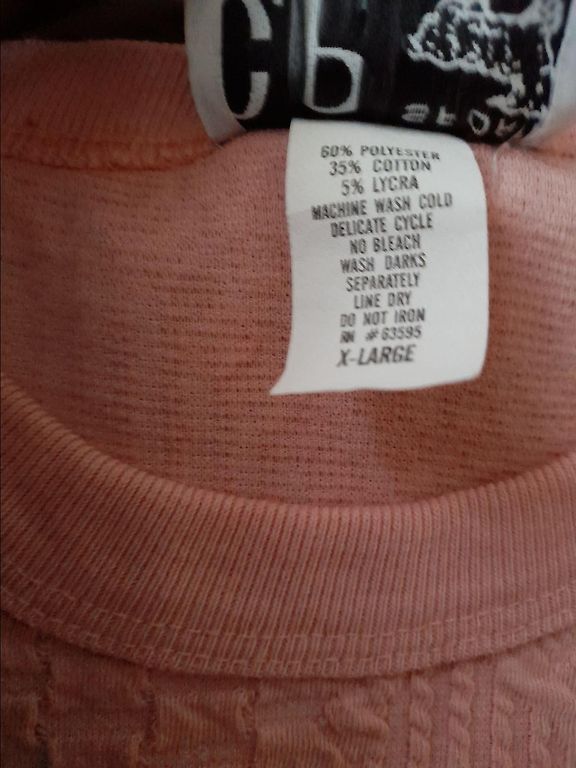 60% POLYESTER
35% COTTON
5% LYCRA
MACHINE WASH COLD
DELICATE CYCLE
NO BLEACH
WASH DARKS
SEPARATELY
LINE DRY
DO NOT IRON
RN #63595
X-LARGE